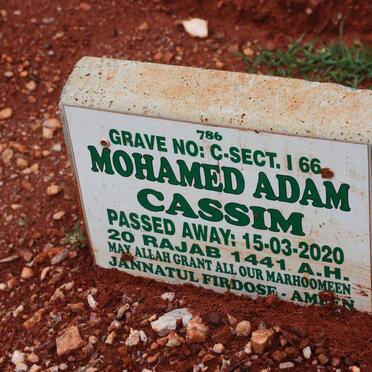 786
GRAVE NO: C-SECT. I 66
MOHAMED ADAM
CASSIM
PASSED AWAY: 15-03-2020
20 RAJAB 1441 A.H.
MAY ALLAH GRANT ALL OUR MARHOOMEEN
JANNATUL FIRDOSE - AMEEN